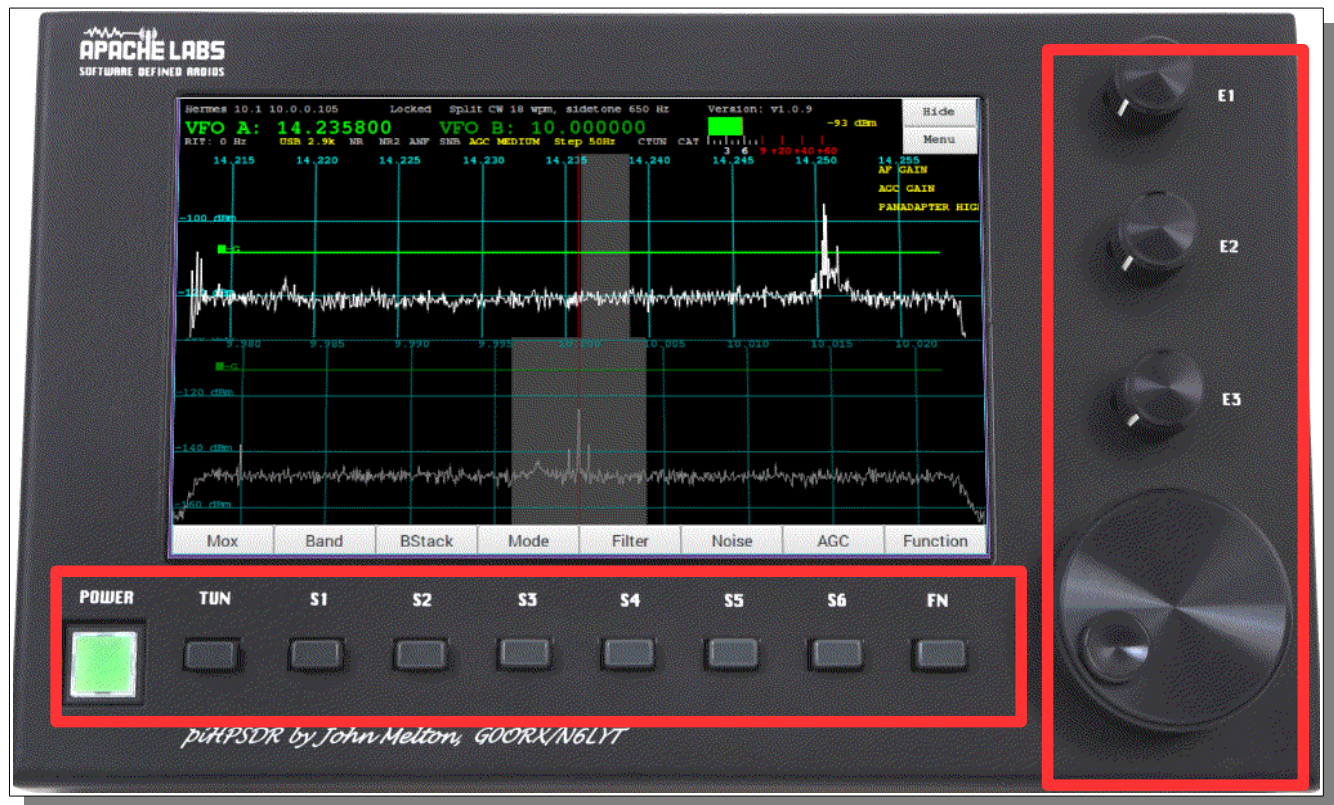 APACHE LABS
SOFTWARE DEFINED RADIOS
E1
Hermes 10.1 10.0.0.105 Locked Split CW 18 wpm, sidetone 650 Hz Version: v1.0.9 Hide
VFO A: 14.235800 VFO B: 10.000000 -93 dBm
RIT: 0 Hz USB 2.9k NR NR2 ANF SNB AGC MEDIUM Step 50Hz CTUN CAT Menu
3 6 9 +20 +40 +60
14.215 14.220 14.225 14.230 14.235 14.240 14.245 14.250 14.255
AF GAIN
AGC GAIN
PANADAPTER HIG
-100 dBm
-G
E2
9.980 9.985 9.990 9.995 10.000 10.005 10.010 10.015 10.020
-G
-120 dBm
E3
-140 dBm
-160 dBm
Mox Band BStack Mode Filter Noise AGC Function
POWER TUN S1 S2 S3 S4 S5 S6 FN
piHPSDR by John Melton, G0ORX/N6LYT